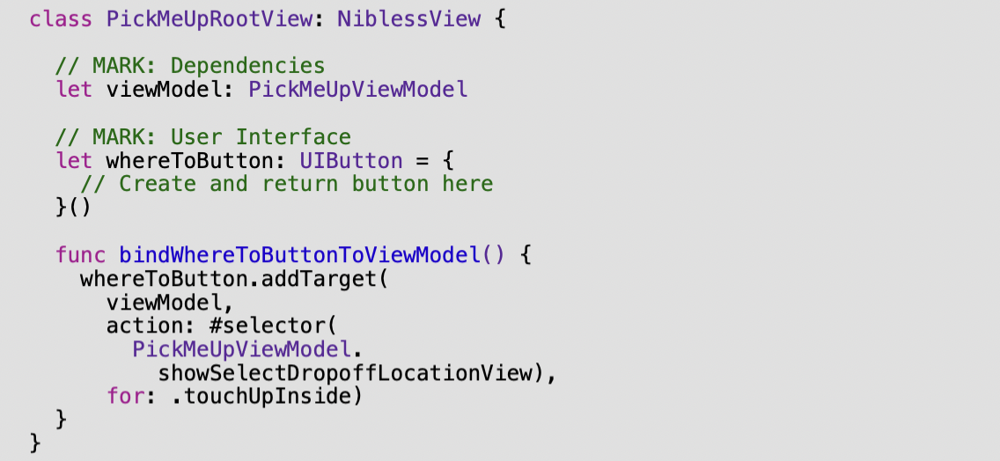 class PickMeUpRootView: NiblessView {
// MARK: Dependencies
let viewModel: PickMeUpViewModel
// MARK: User Interface
let whereToButton: UIButton = {
// Create and return button here
}()
func bindWhereToButtonToViewModel() {
whereToButton.addTarget(
viewModel,
action: #selector(
PickMeUpViewModel.
showSelectDropoffLocationView),
for: .touchUpInside)
}
}